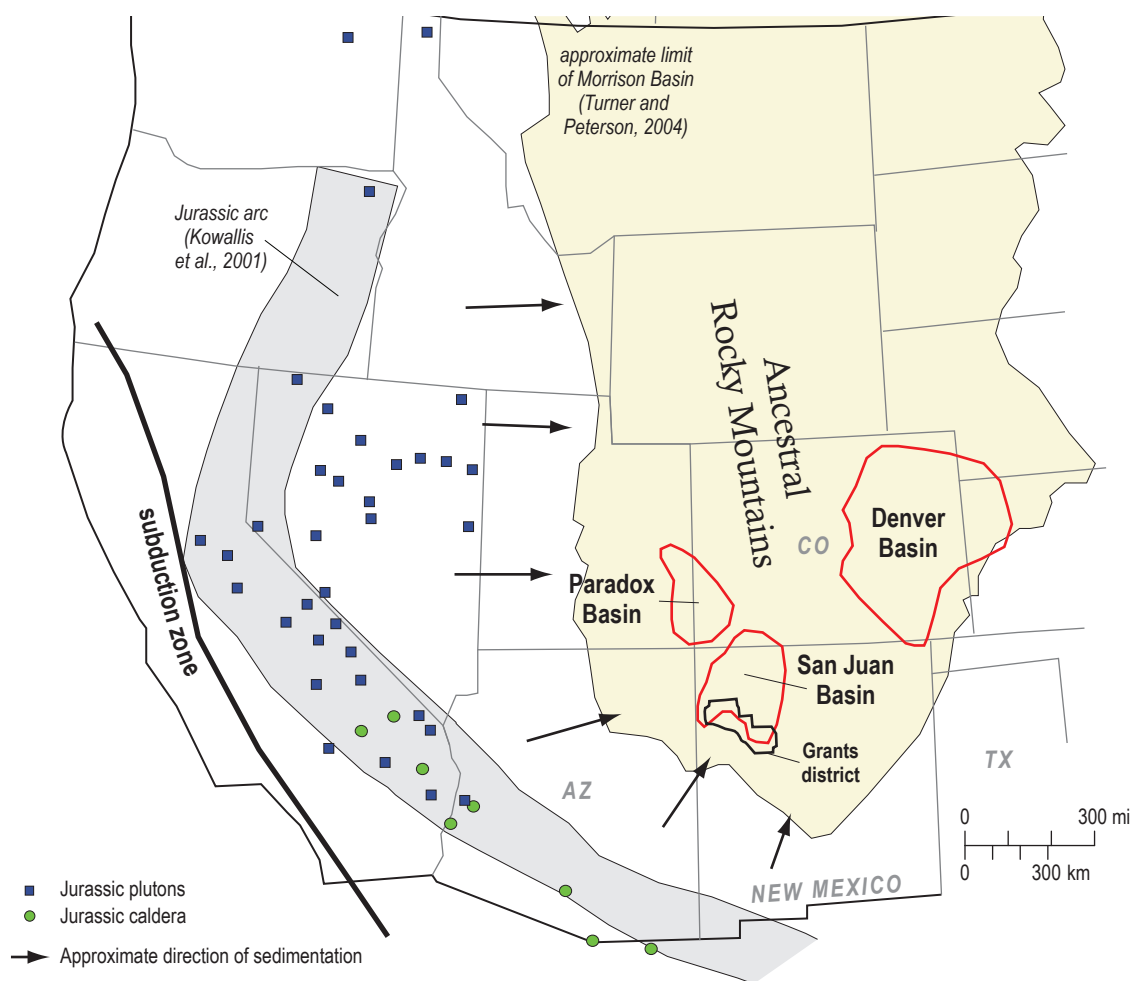 approximate limit
of Morrison Basin
(Turner and
Peterson, 2004)
Jurassic arc
(Kowallis
et al., 2001)
Ancestral
Rocky Mountains
subduction zone
CO
Denver
Basin
Paradox
Basin
San Juan
Basin
Grants
district
AZ
TX
NEW MEXICO
0 300 mi
0 300 km
Jurassic plutons
Jurassic caldera
Approximate direction of sedimentation